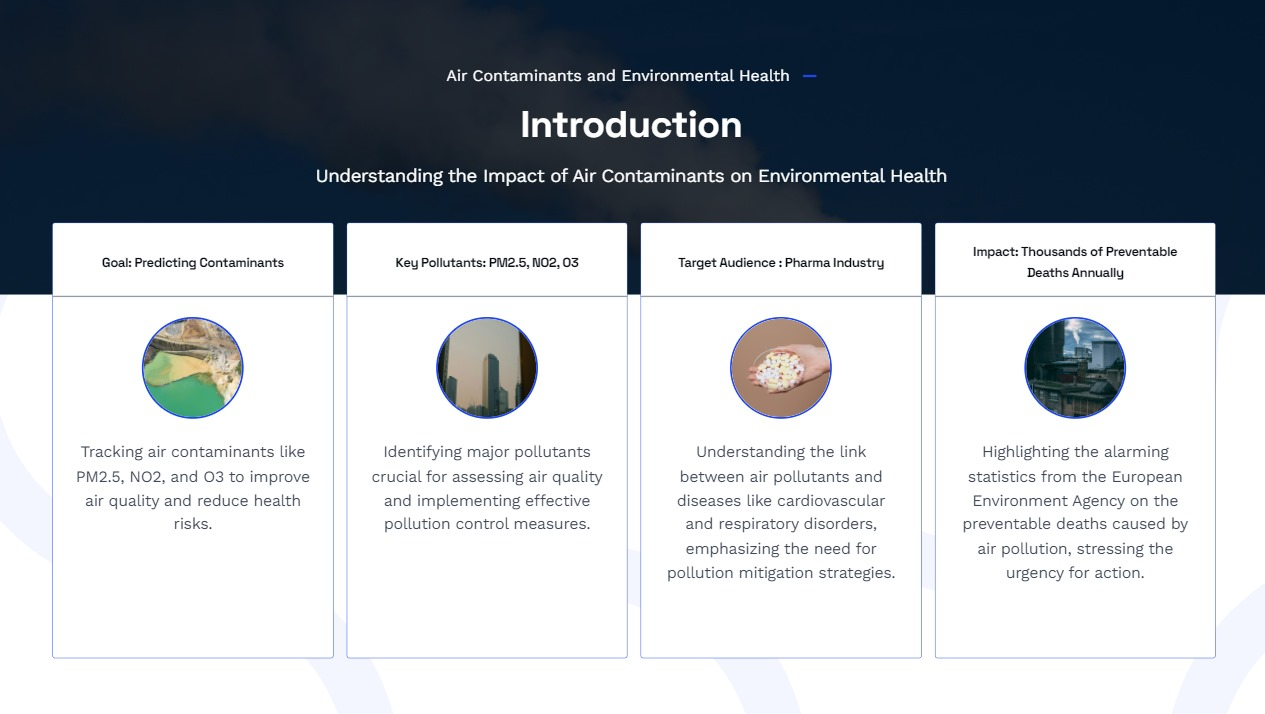 Air Contaminants and Environmental Health
Introduction
Understanding the Impact of Air Contaminants on Environmental Health
Goal: Predicting Contaminants
Tracking air contaminants like
PM2.5, NO2, and O3 to improve
air quality and reduce health
risks.
Key Pollutants: PM2.5, NO2, O3
Identifying major pollutants
crucial for assessing air quality
and implementing effective
pollution control measures.
Target Audience : Pharma Industry
Understanding the link
between air pollutants and
diseases like cardiovascular
and respiratory disorders,
emphasizing the need for
pollution mitigation strategies.
Impact: Thousands of Preventable
Deaths Annually
Highlighting the alarming
statistics from the European
Environment Agency on the
preventable deaths caused by
air pollution, stressing the
urgency for action.